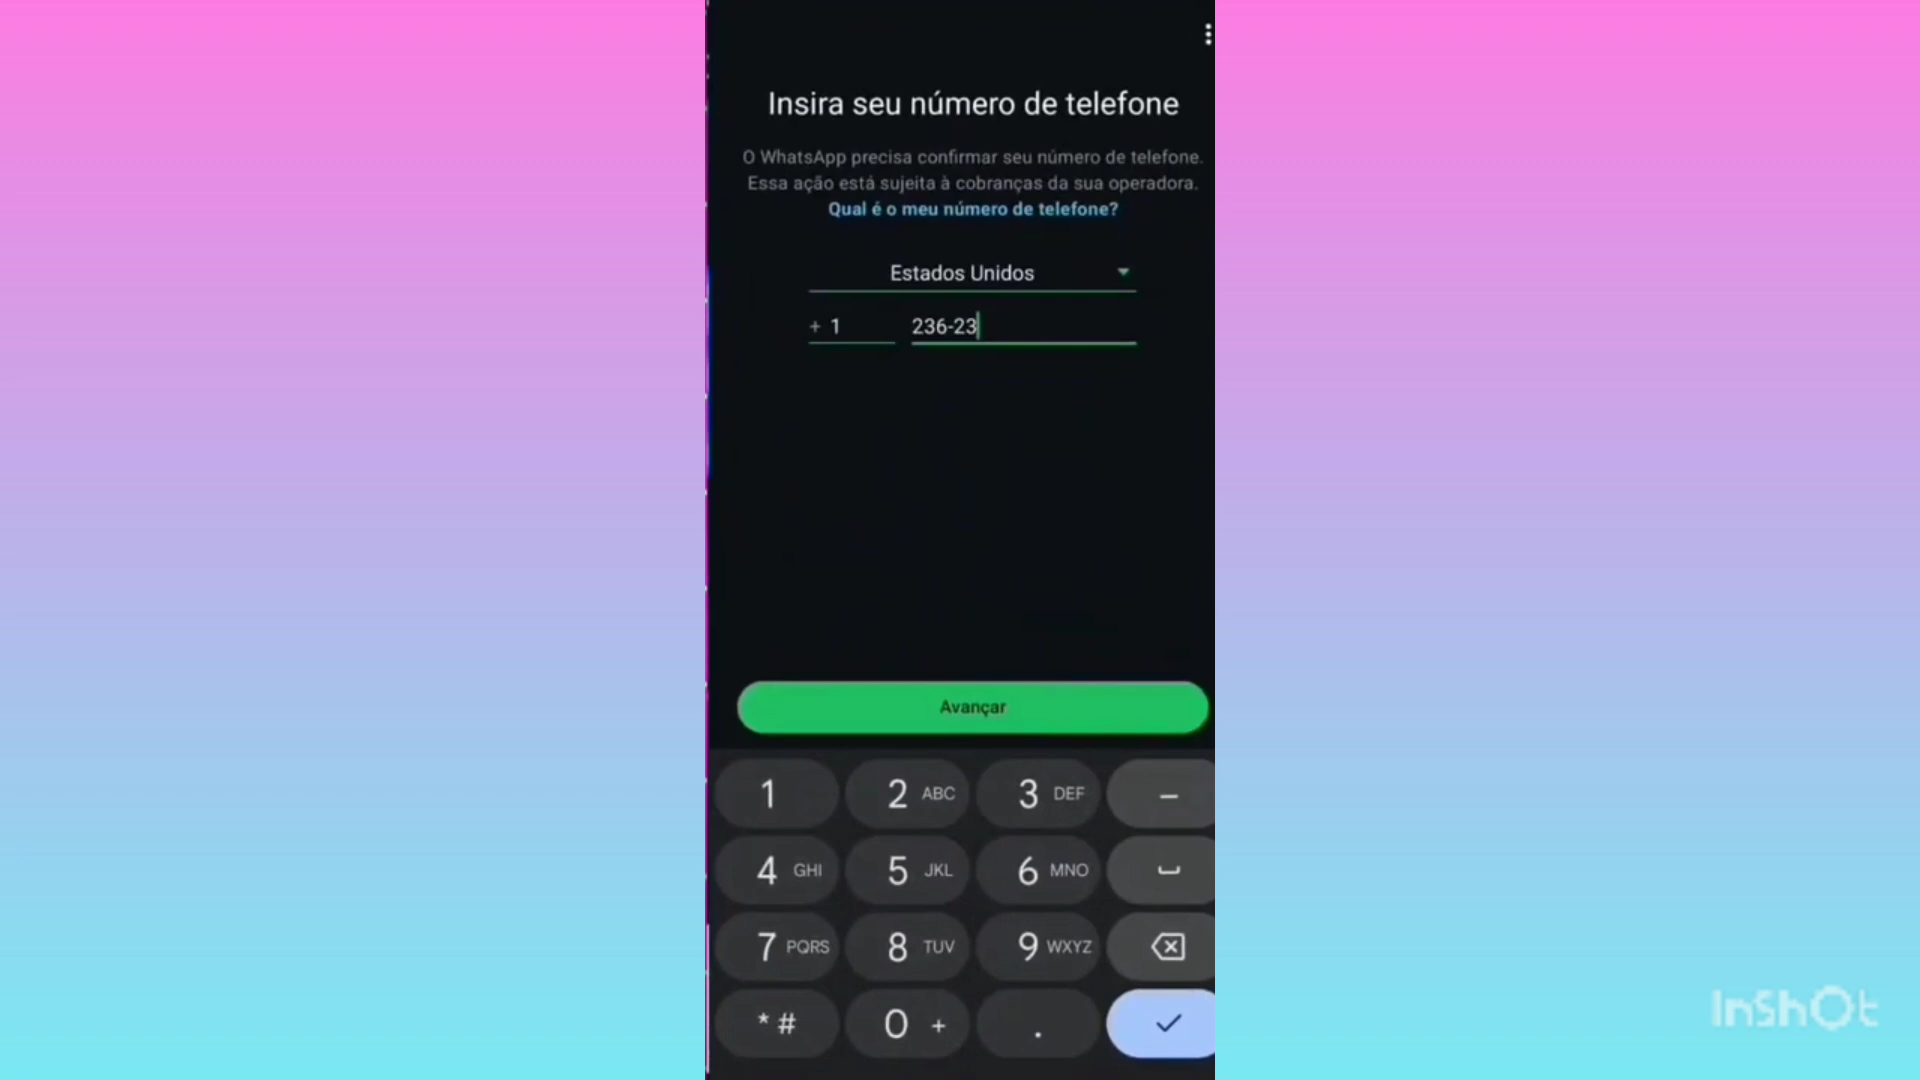 Insira seu número de telefone
O WhatsApp precisa confirmar seu número de telefone.
Essa ação está sujeita à cobranças da sua operadora.
Qual é o meu número de telefone?
Estados Unidos
+ 1 236-23
Avançar
1 2 ABC 3 DEF –
4 GHI 5 JKL 6 MNO
7 PQRS 8 TUV 9 WXYZ
* # 0 + .
InShOt